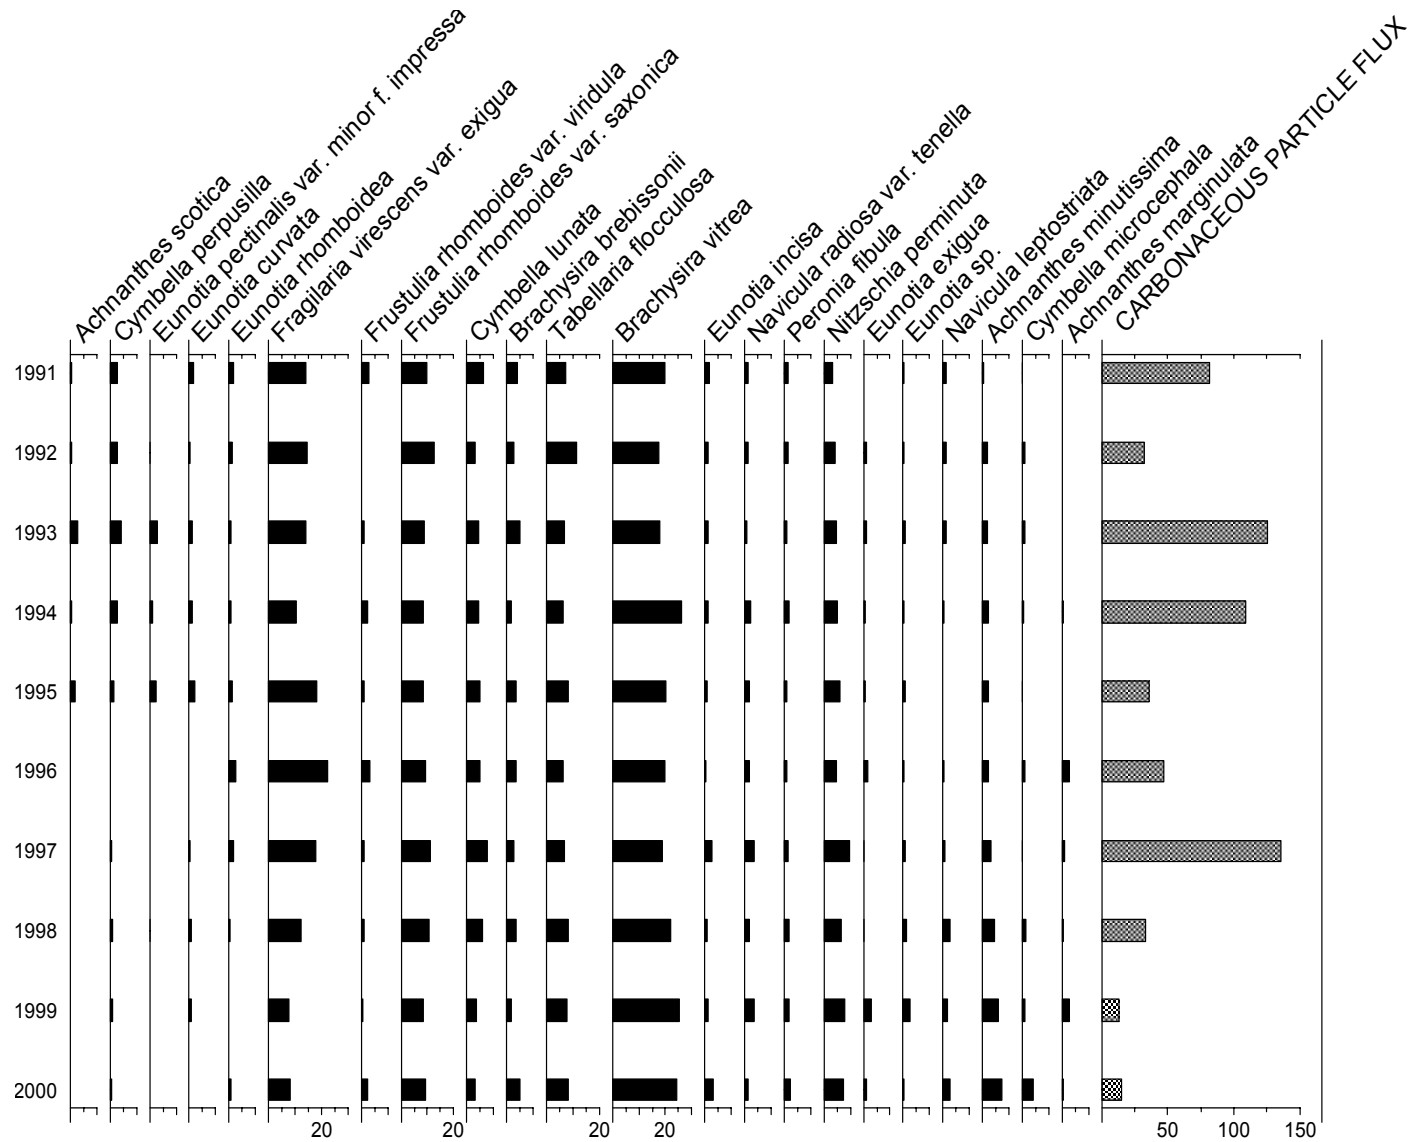 Achnanthes scotica
Cymbella perpusilla
Eunotia pectinalis var. minor f. impressa
Eunotia curvata
Eunotia rhomboidea
Fragilaria virescens var. exigua
Frustulia rhomboides var. viridula
Frustulia rhomboides var. saxonica
Cymbella lunata
Brachysira brebissonii
Tabellaria flocculosa
Brachysira vitrea
Eunotia incisa
Navicula radiosa var. tenella
Peronia fibula
Nitzschia perminuta
Eunotia exigua
Eunotia sp.
Navicula leptostriata
Achnanthes minutissima
Cymbella microcephala
Achnanthes marginulata
CARBONACEOUS PARTICLE FLUX
1991
1992
1993
1994
1995
1996
1997
1998
1999
2000
20 20 20 20 50 100 150